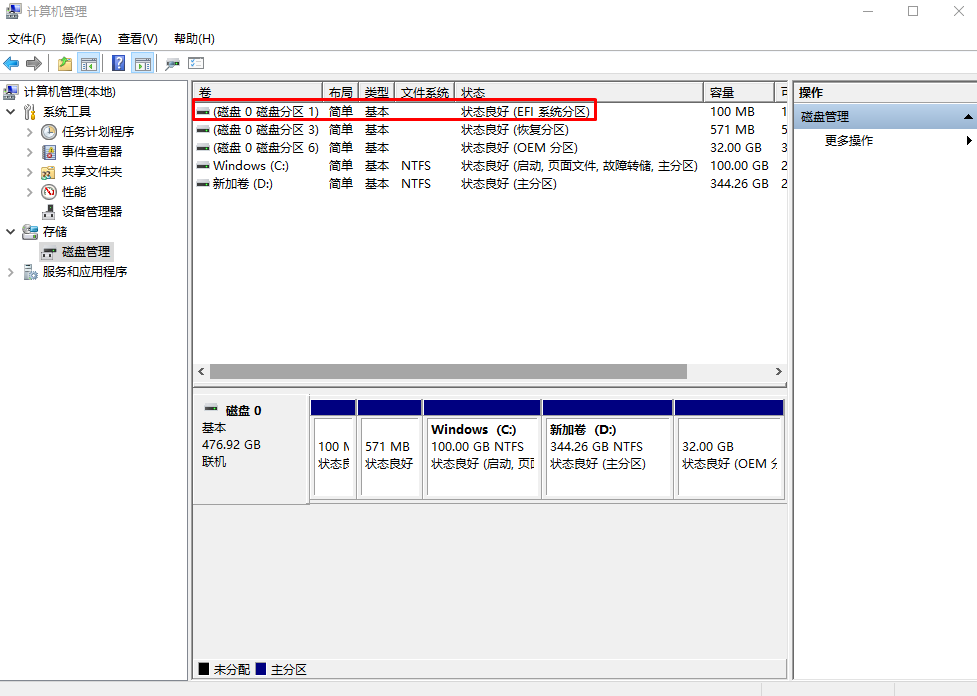 计算机管理
文件(F) 操作(A) 查看(V) 帮助(H)
计算机管理(本地)
系统工具
任务计划程序
事件查看器
共享文件夹
性能
设备管理器
存储
磁盘管理
服务和应用程序
卷 布局 类型 文件系统 状态 容量
(磁盘 0 磁盘分区 1) 简单 基本 状态良好 (EFI 系统分区) 100 MB 1
(磁盘 0 磁盘分区 3) 简单 基本 状态良好 (恢复分区) 571 MB 5
(磁盘 0 磁盘分区 6) 简单 基本 状态良好 (OEM 分区) 32.00 GB 3
Windows (C:) 简单 基本 NTFS 状态良好 (启动, 页面文件, 故障转储, 主分区) 100.00 GB 2
新加卷 (D:) 简单 基本 NTFS 状态良好 (主分区) 344.26 GB 2
磁盘 0
基本
476.92 GB
联机
100 M
状态良
571 MB
状态良好
Windows (C:)
100.00 GB NTFS
状态良好 (启动, 页
新加卷 (D:)
344.26 GB NTFS
状态良好 (主分区)
32.00 GB
状态良好 (OEM 分
未分配 主分区
操作
磁盘管理
更多操作